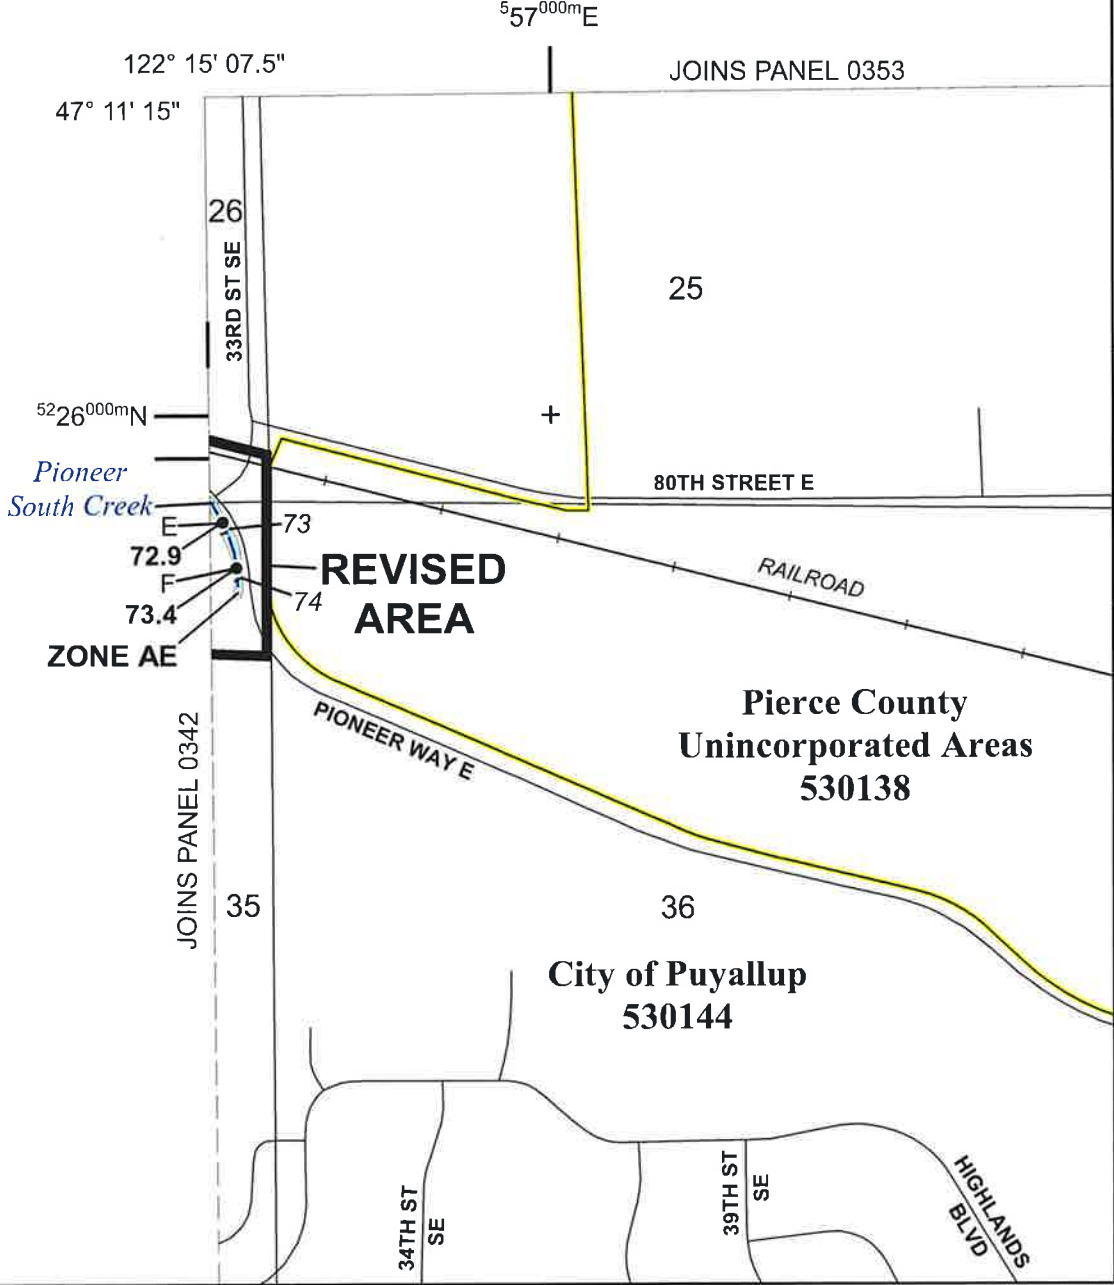 ⁵57⁰⁰⁰ᵐE
122° 15' 07.5"
JOINS PANEL 0353
47° 11' 15"
26
33RD ST SE
25
⁵²26⁰⁰⁰ᵐN
Pioneer
South Creek
80TH STREET E
E
73
72.9
F
RAILROAD
REVISED
AREA
74
73.4
ZONE AE
PIONEER WAY E
Pierce County
Unincorporated Areas
530138
JOINS PANEL 0342
35
36
City of Puyallup
530144
34TH ST
SE
39TH ST
SE
HIGHLANDS
BLVD